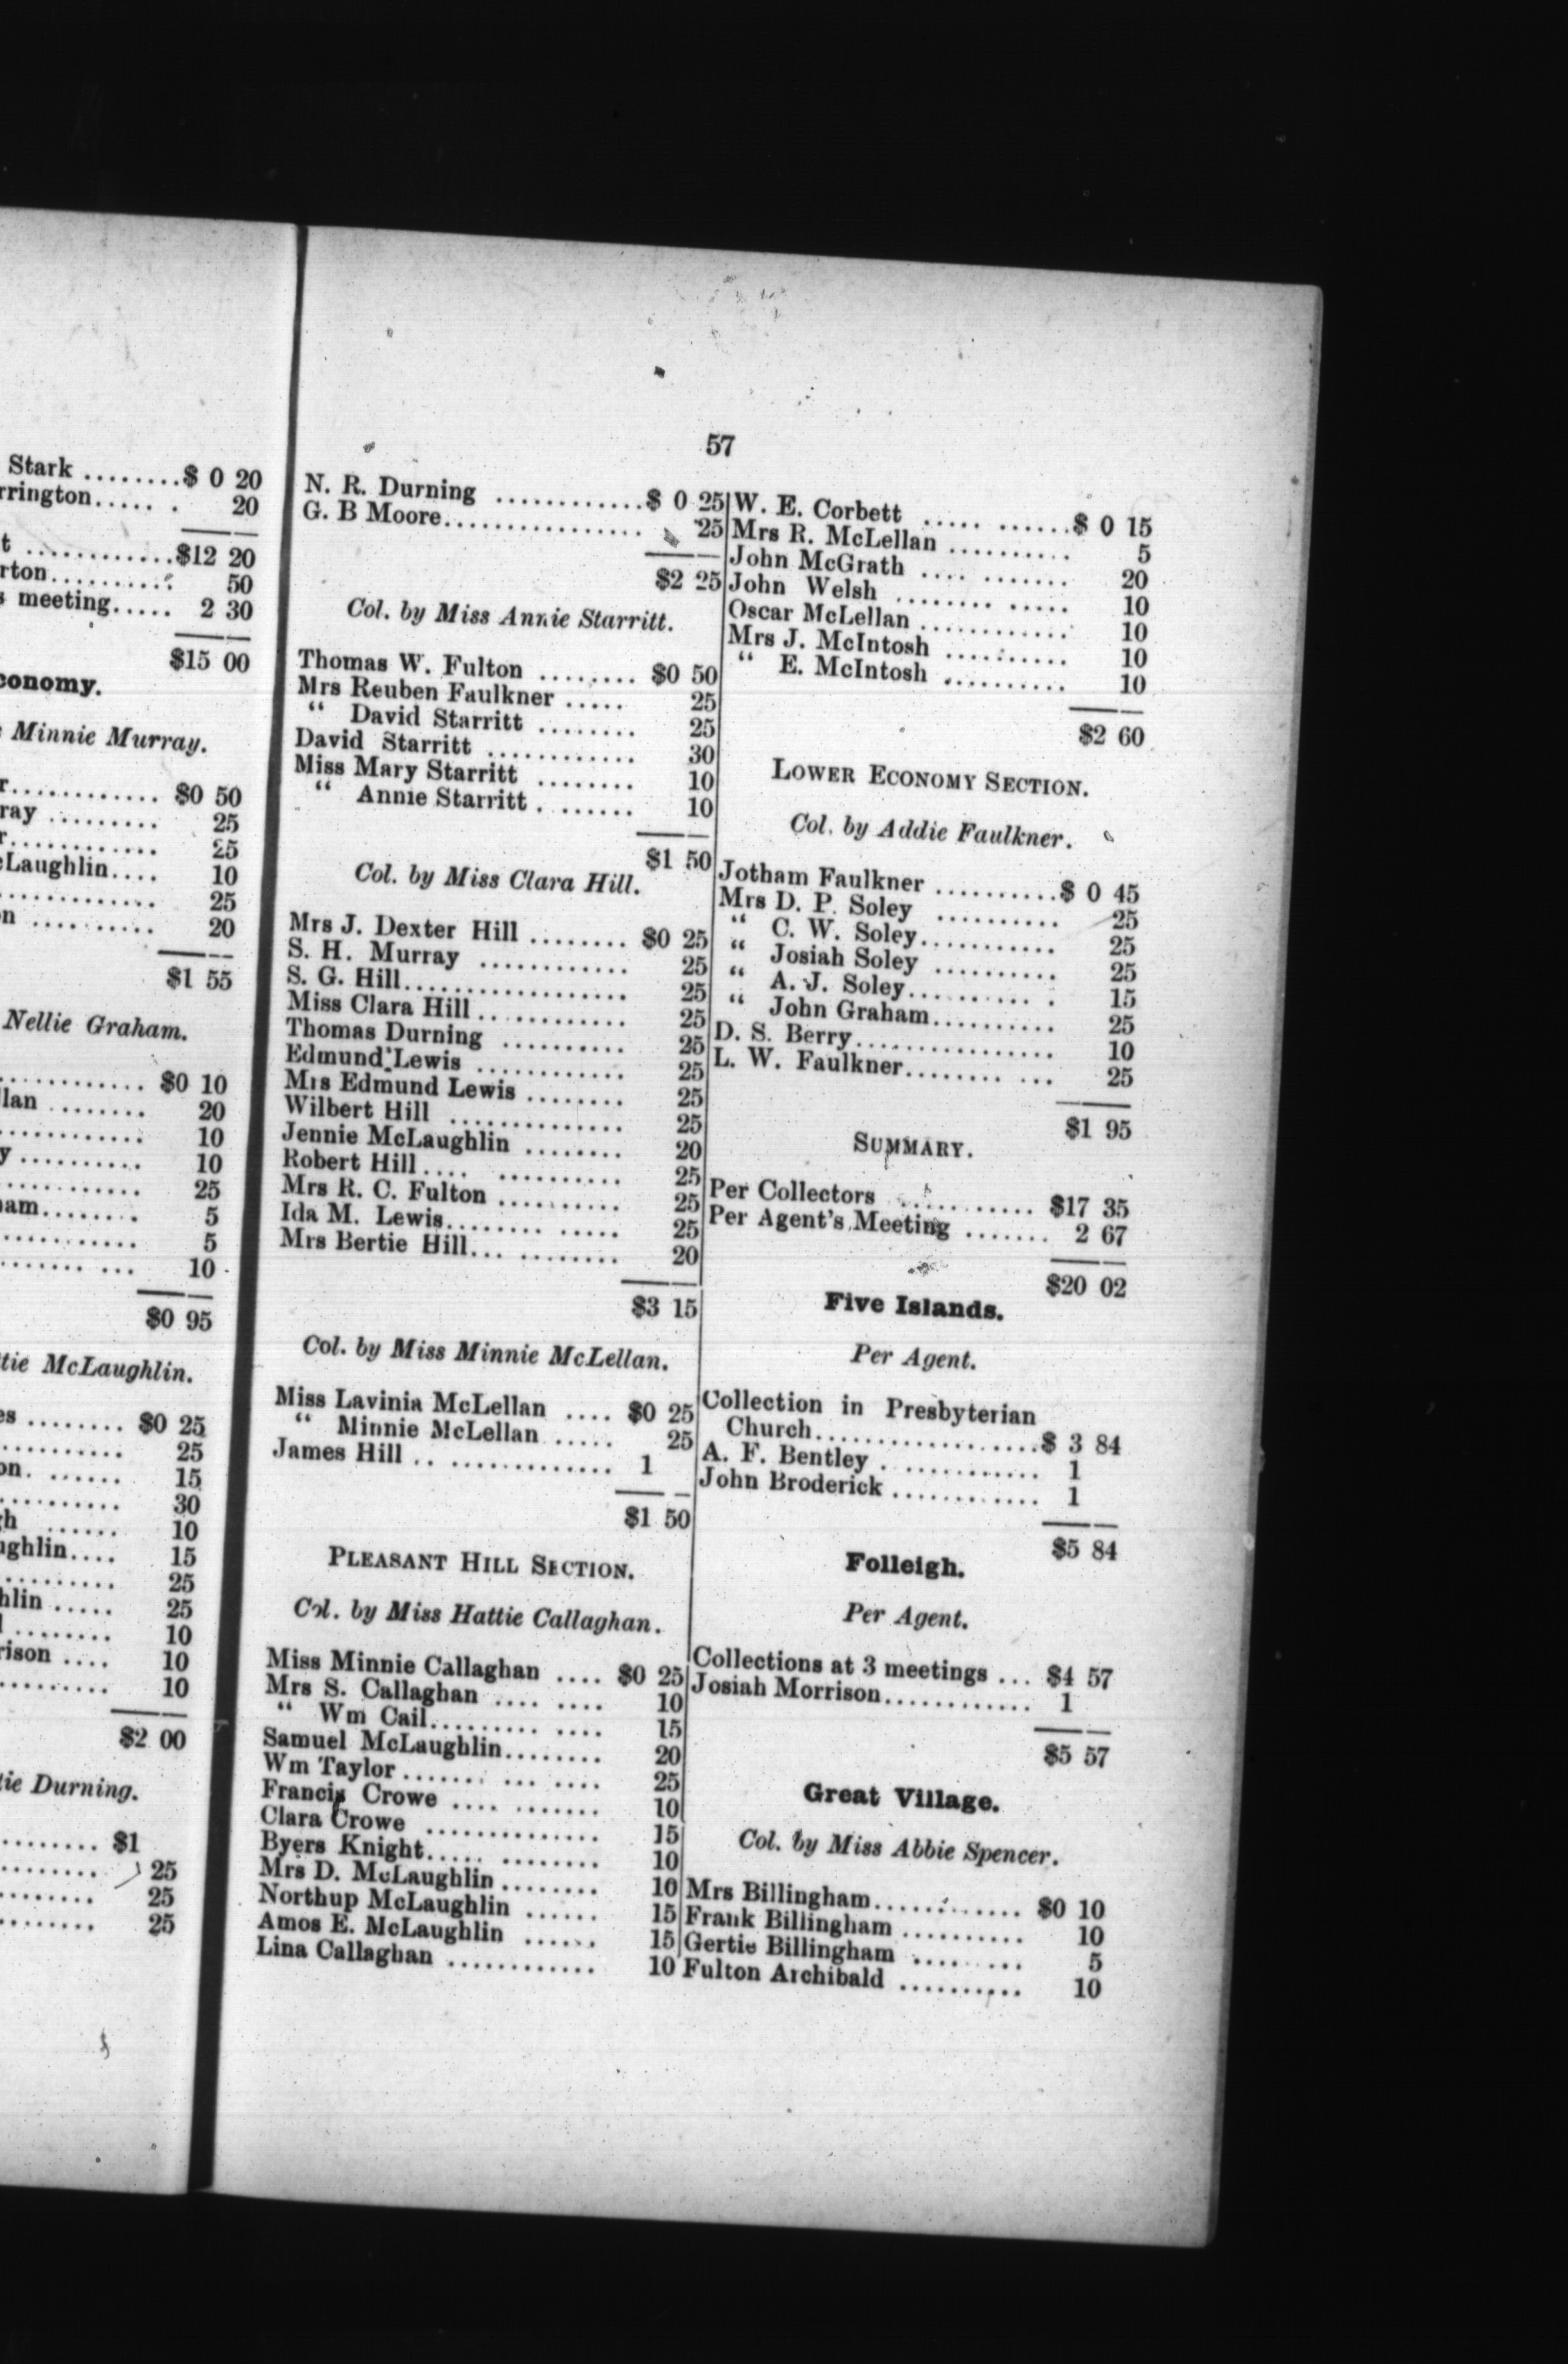 Stark ........$ 0 20
rrington...... . 20
t ............$12 20
rton.......... 50
s meeting..... 2 30
$15 00
conomy.
Minnie Murray.
r............ $0 50
ray ......... 25
r............ 25
cLaughlin.... 10
............ 25
n .......... 20
$1 55
Nellie Graham.
............ $0 10
lan ........ 20
............ 10
y .......... 10
............ 25
am........ 5
............ 5
....... ... 10
$0 95
tie McLaughlin.
es ........ $0 25
.......... 25
on. ...... 15
.......... 30
gh ...... 10
ughlin.... 15
.......... 25
hlin ..... 25
l ........ 10
rison .... 10
......... 10
$2 00
tie Durning.
........ $1
......... 25
......... 25
......... 25
57
N. R. Durning ............$ 0 25
G. B Moore................ 25
$2 25
Col. by Miss Annie Starritt.
Thomas W. Fulton ........ $0 50
Mrs Reuben Faulkner ..... 25
" David Starritt ........ 25
David Starritt ............ 30
Miss Mary Starritt ........ 10
" Annie Starritt . ....... 10
$1 50
Col. by Miss Clara Hill.
Mrs J. Dexter Hill ........ $0 25
S. H. Murray ............ 25
S. G. Hill.................. 25
Miss Clara Hill ............ 25
Thomas Durning .......... 25
Edmund Lewis ............ 25
Mrs Edmund Lewis ........ 25
Wilbert Hill .............. 25
Jennie McLaughlin ........ 20
Robert Hill.... .......... 25
Mrs R. C. Fulton .......... 25
Ida M. Lewis........ ..... 25
Mrs Bertie Hill... ........ 20
$3 15
Col. by Miss Minnie McLellan.
Miss Lavinia McLellan .... $0 25
" Minnie McLellan ..... 25
James Hill .. ............. 1
$1 50
PLEASANT HILL SECTION.
Col. by Miss Hattie Callaghan.
Miss Minnie Callaghan .... $0 25
Mrs S. Callaghan .... .... 10
" Wm Cail......... .... 15
Samuel McLaughlin........ 20
Wm Taylor ...... ... .... 25
Francis Crowe .... ....... 10
Clara Crowe .............. 15
Byers Knight..... ........ 10
Mrs D. McLaughlin ........ 10
Northup McLaughlin ...... 15
Amos E. McLaughlin ...... 15
Lina Callaghan ............ 10
W. E. Corbett ..... ......$ 0 15
Mrs R. McLellan .......... 5
John McGrath .... ....... 20
John Welsh ........ ..... 10
Oscar McLellan ............ 10
Mrs J. McIntosh .......... 10
" E. McIntosh .......... 10
$2 60
LOWER ECONOMY SECTION.
Col. by Addie Faulkner.
Jotham Faulkner ..........$ 0 45
Mrs D. P. Soley .......... 25
" C. W. Soley........... 25
" Josiah Soley .......... 25
" A. J. Soley.......... . 15
" John Graham.......... 25
D. S. Berry................ 10
L. W. Faulkner........ ... 25
$1 95
SUMMARY.
Per Collectors ........... $17 35
Per Agent's Meeting ....... 2 67
$20 02
Five Islands.
Per Agent.
Collection in Presbyterian
Church..................$ 3 84
A. F. Bentley . ........... 1
John Broderick ............ 1
$5 84
Folleigh.
Per Agent.
Collections at 3 meetings ... $4 57
Josiah Morrison............ 1
$5 57
Great Village.
Col. by Miss Abbie Spencer.
Mrs Billingham............ $0 10
Frank Billingham .......... 10
Gertie Billingham ......... 5
Fulton Archibald .......... 10